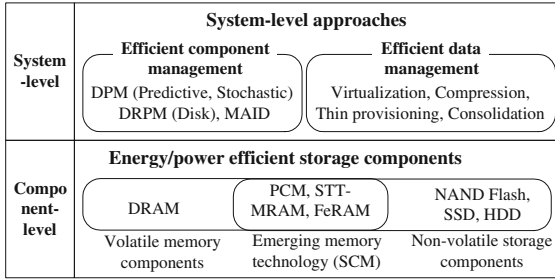 System-level approaches
System
-level
Efficient component
management
DPM (Predictive, Stochastic)
DRPM (Disk), MAID
Efficient data
management
Virtualization, Compression,
Thin provisioning, Consolidation
Energy/power efficient storage components
Compo
nent-
level
DRAM
PCM, STT-
MRAM, FeRAM
NAND Flash,
SSD, HDD
Volatile memory
components
Emerging memory
technology (SCM)
Non-volatile storage
components